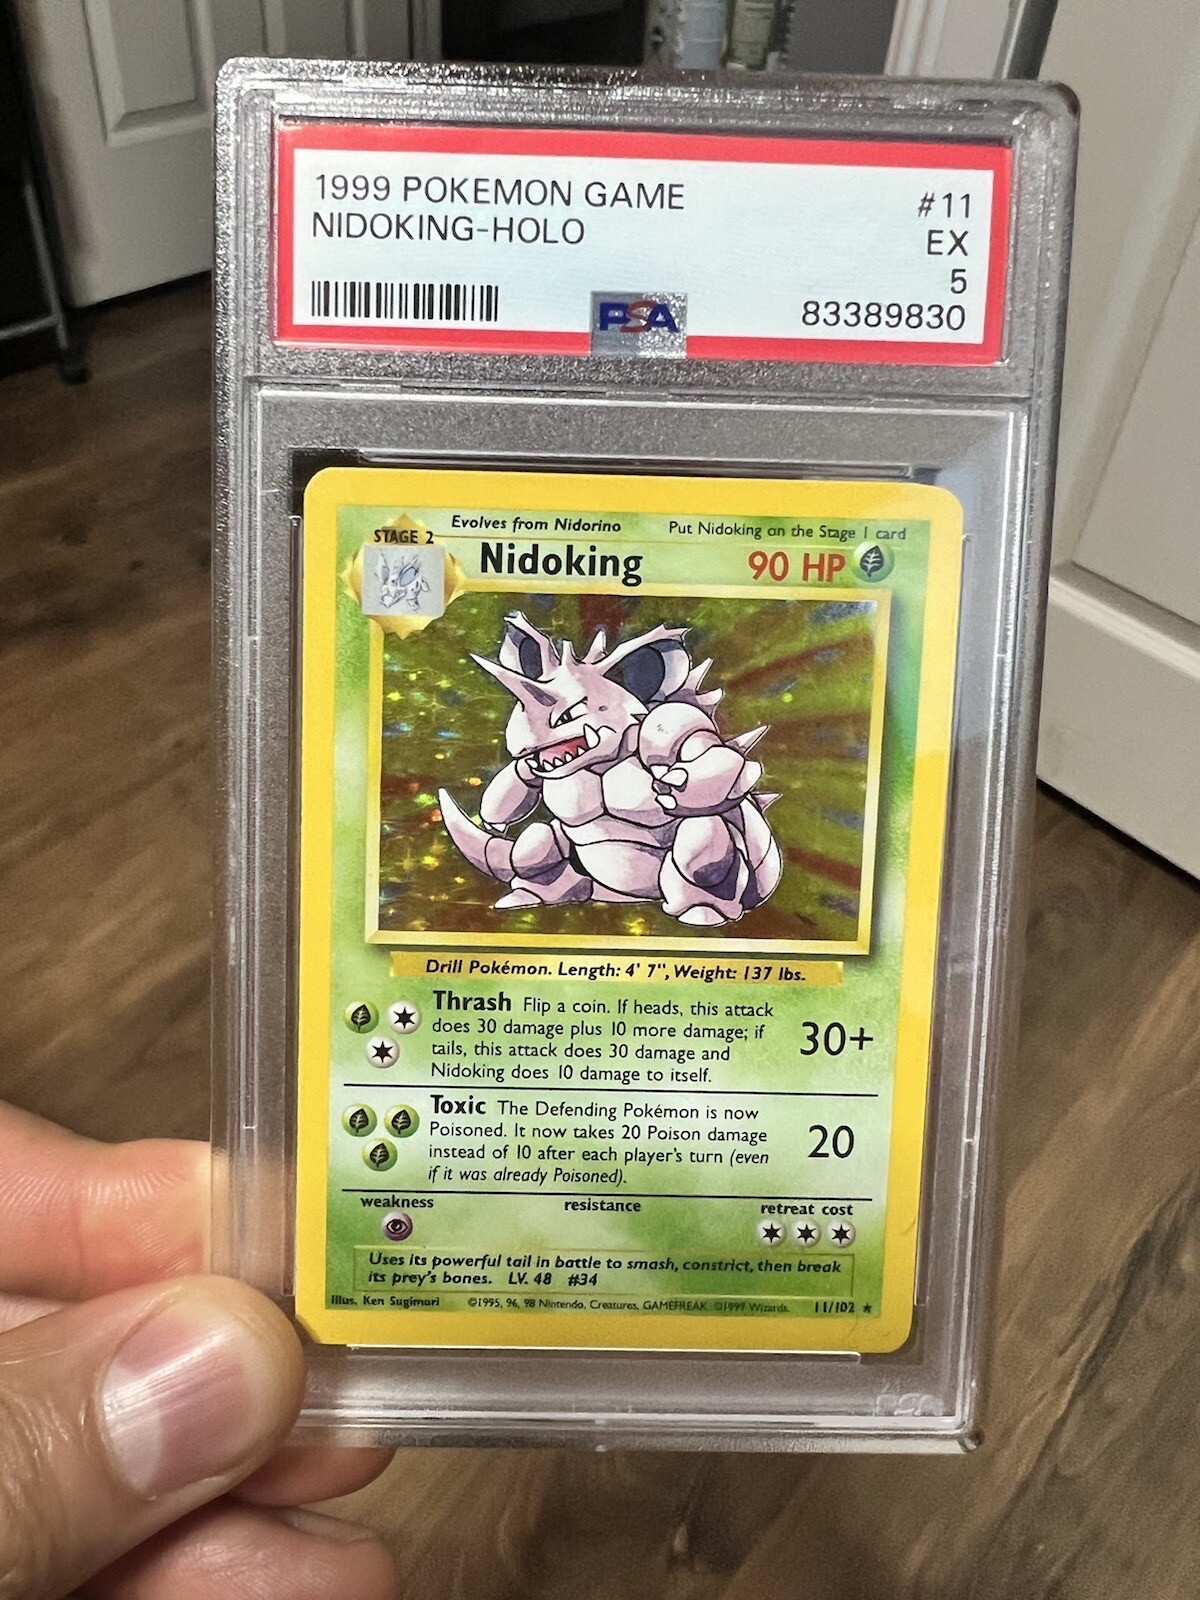 1999 POKEMON GAME #11
NIDOKING-HOLO EX
5
PSA 83389830
Evolves from Nidorino Put Nidoking on the Stage 1 card
STAGE 2
Nidoking 90 HP
Drill Pokémon. Length: 4' 7", Weight: 137 lbs.
Thrash Flip a coin. If heads, this attack
does 30 damage plus 10 more damage; if
tails, this attack does 30 damage and
Nidoking does 10 damage to itself.
30+
Toxic The Defending Pokémon is now
Poisoned. It now takes 20 Poison damage
instead of 10 after each player's turn (even
if it was already Poisoned).
20
weakness resistance retreat cost
Uses its powerful tail in battle to smash, constrict, then break
its prey's bones. LV. 48 #34
Illus. Ken Sugimori ©1995, 96, 98 Nintendo, Creatures, GAMEFREAK ©1999 Wizards. 11/102 ★